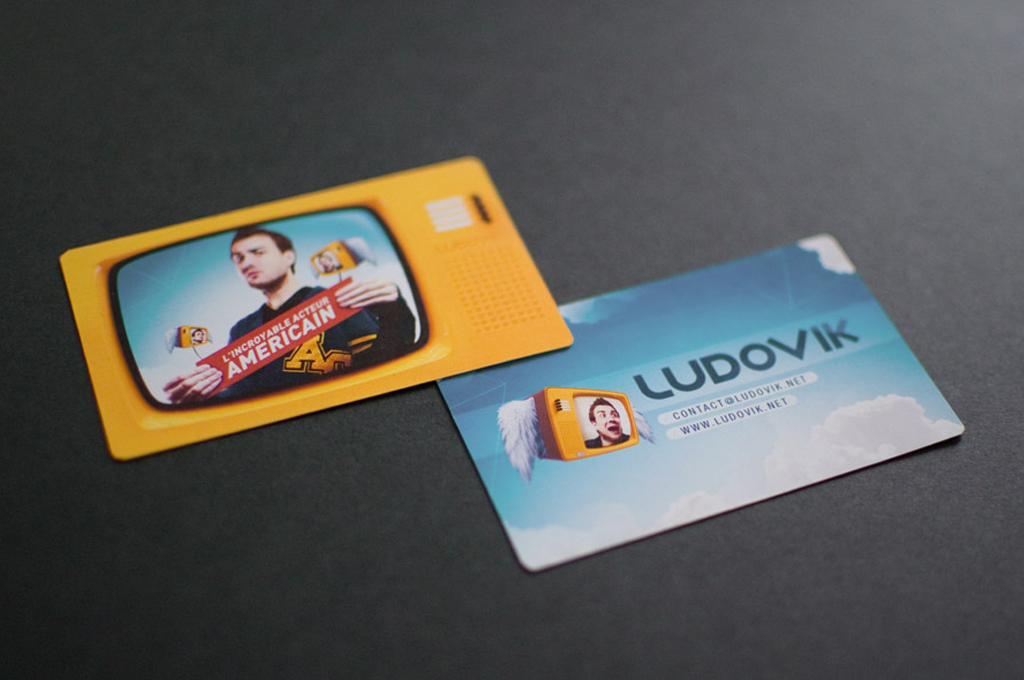 L'INCROYABLE ACTEUR
AMERICAIN
A
LUDOVIK
CONTACT@LUDOVIK.NET
WWW.LUDOVIK.NET